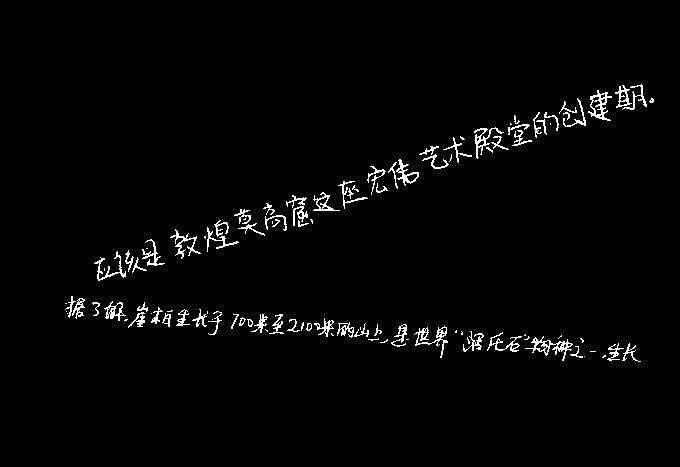 应该是敦煌莫高窟这座宏伟艺术殿堂的创建期。
据了解,崖柏生长于700米至2100米的山上,是世界“濕氏石”物种之一,生长